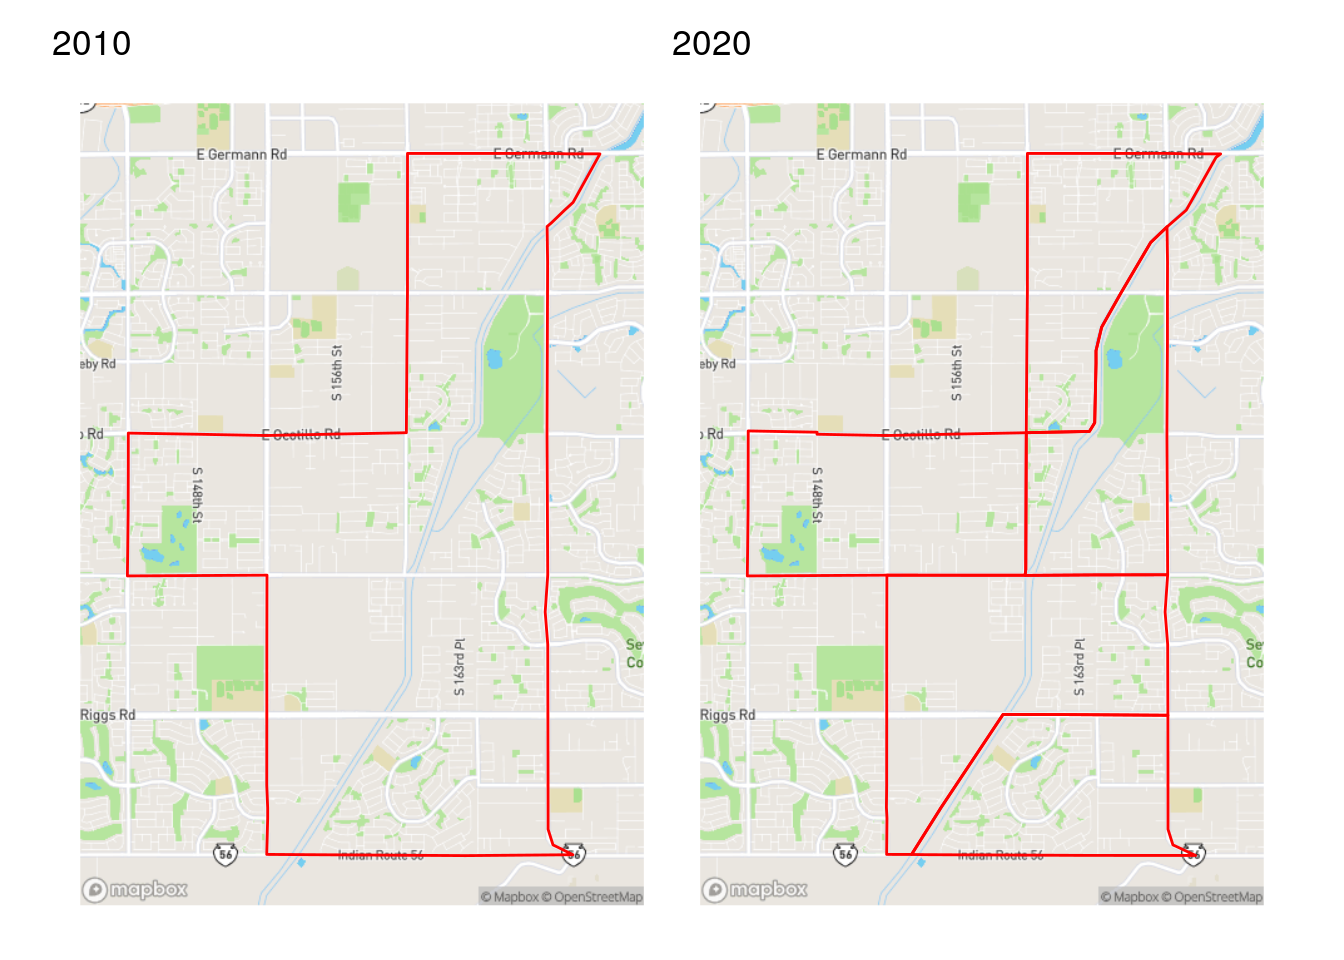 2010
2020
E Germann Rd
E Germann Rd
E Germann Rd
E Germann Rd
S 156th St
S 156th St
eby Rd
eby Rd
o Rd
E Ocotillo Rd
o Rd
E Ocotillo Rd
S 148th St
S 148th St
S 163rd Pl
S 163rd Pl
Se
Co
Se
Co
Riggs Rd
Riggs Rd
56
Indian Route 56
56
56
Indian Route 56
56
mapbox
© Mapbox © OpenStreetMap
mapbox
© Mapbox © OpenStreetMap